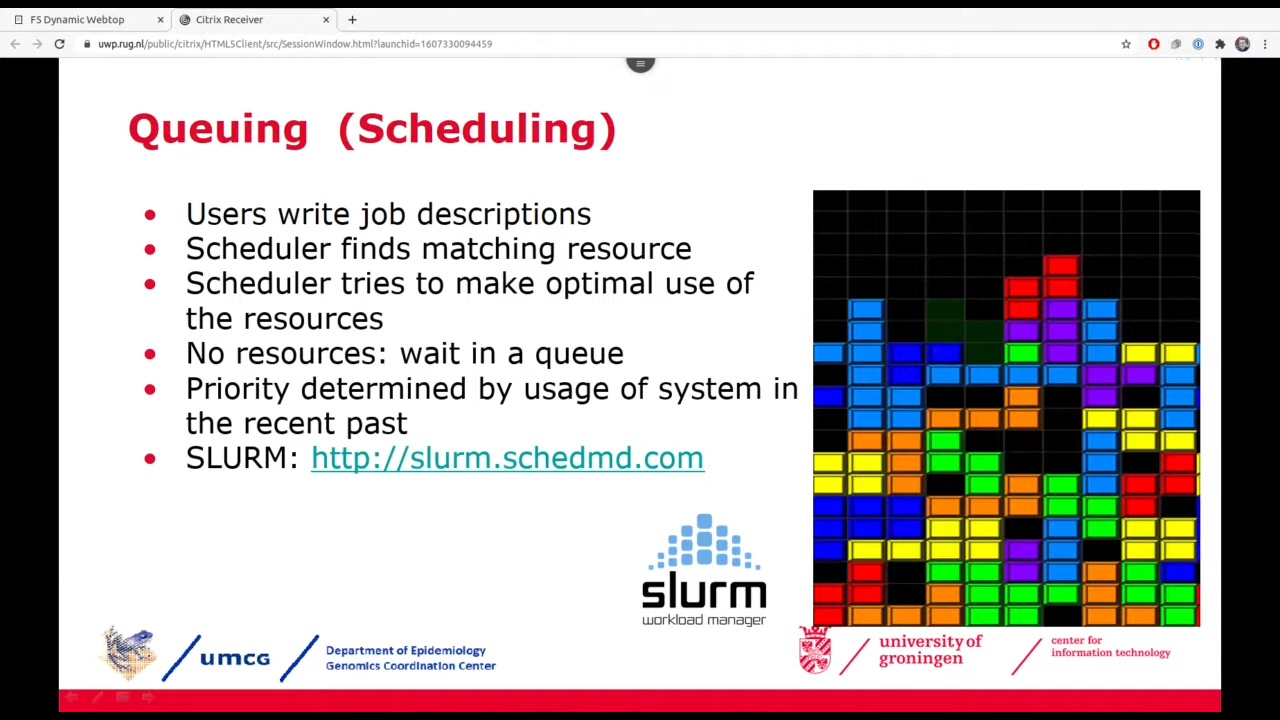 F5 Dynamic Webtop
Citrix Receiver
uwp.rug.nl/public/citrix/HTML5Client/src/SessionWindow.html?launchid=1607330094459
Queuing (Scheduling)
• Users write job descriptions
• Scheduler finds matching resource
• Scheduler tries to make optimal use of
the resources
• No resources: wait in a queue
• Priority determined by usage of system in
the recent past
• SLURM: http://slurm.schedmd.com
slurm
workload manager
umcg
Department of Epidemiology
Genomics Coordination Center
university of
groningen
center for
information technology